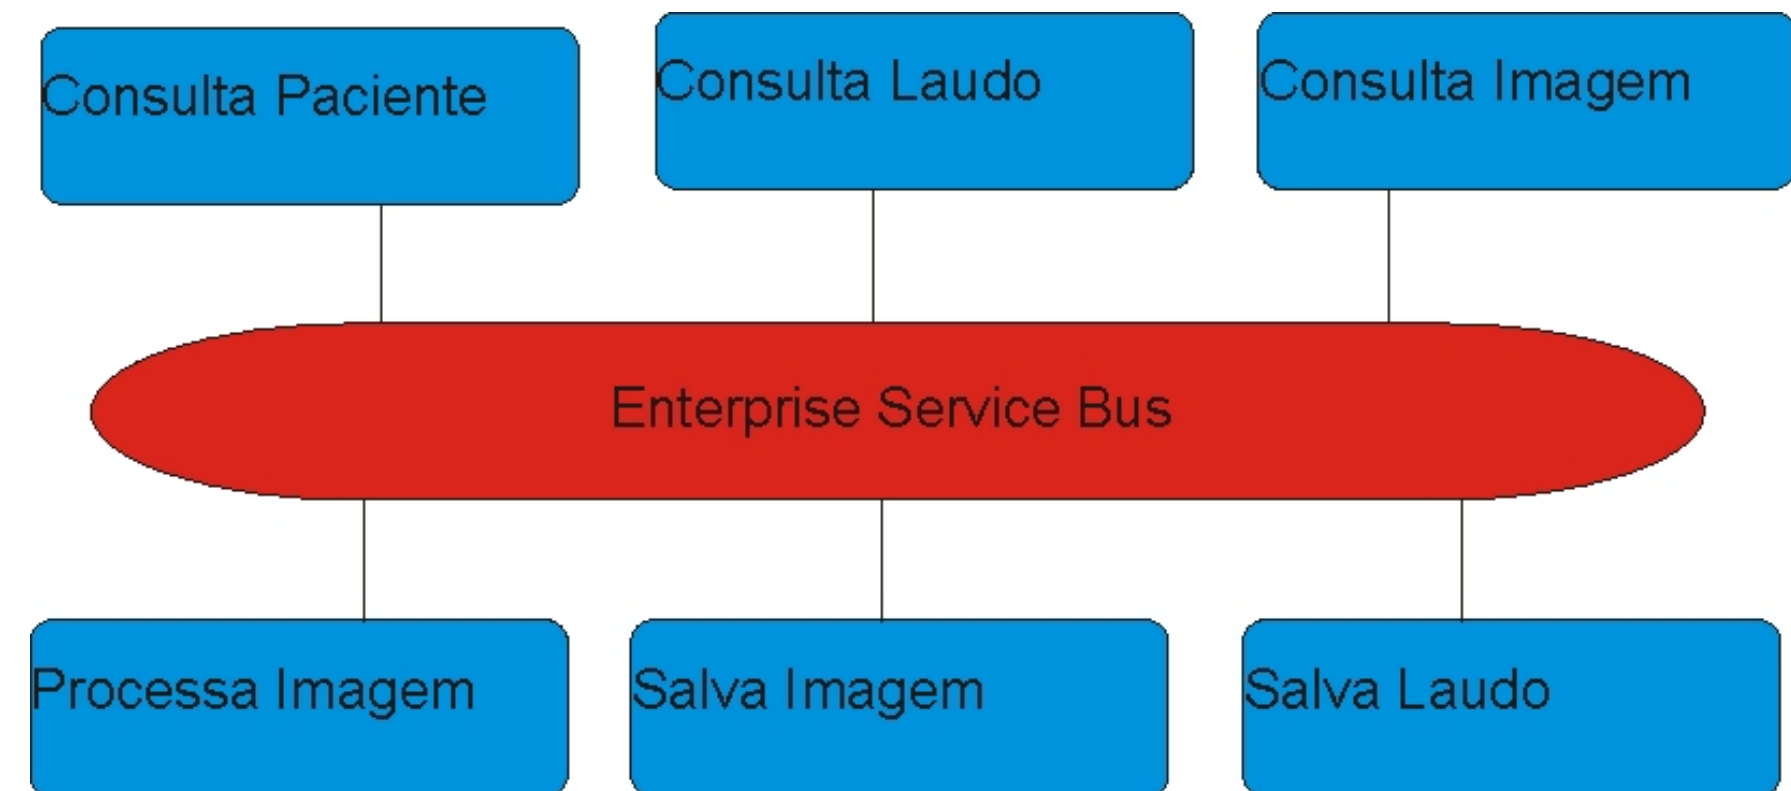 Consulta Paciente
Consulta Laudo
Consulta Imagem
Enterprise Service Bus
Processa Imagem
Salva Imagem
Salva Laudo